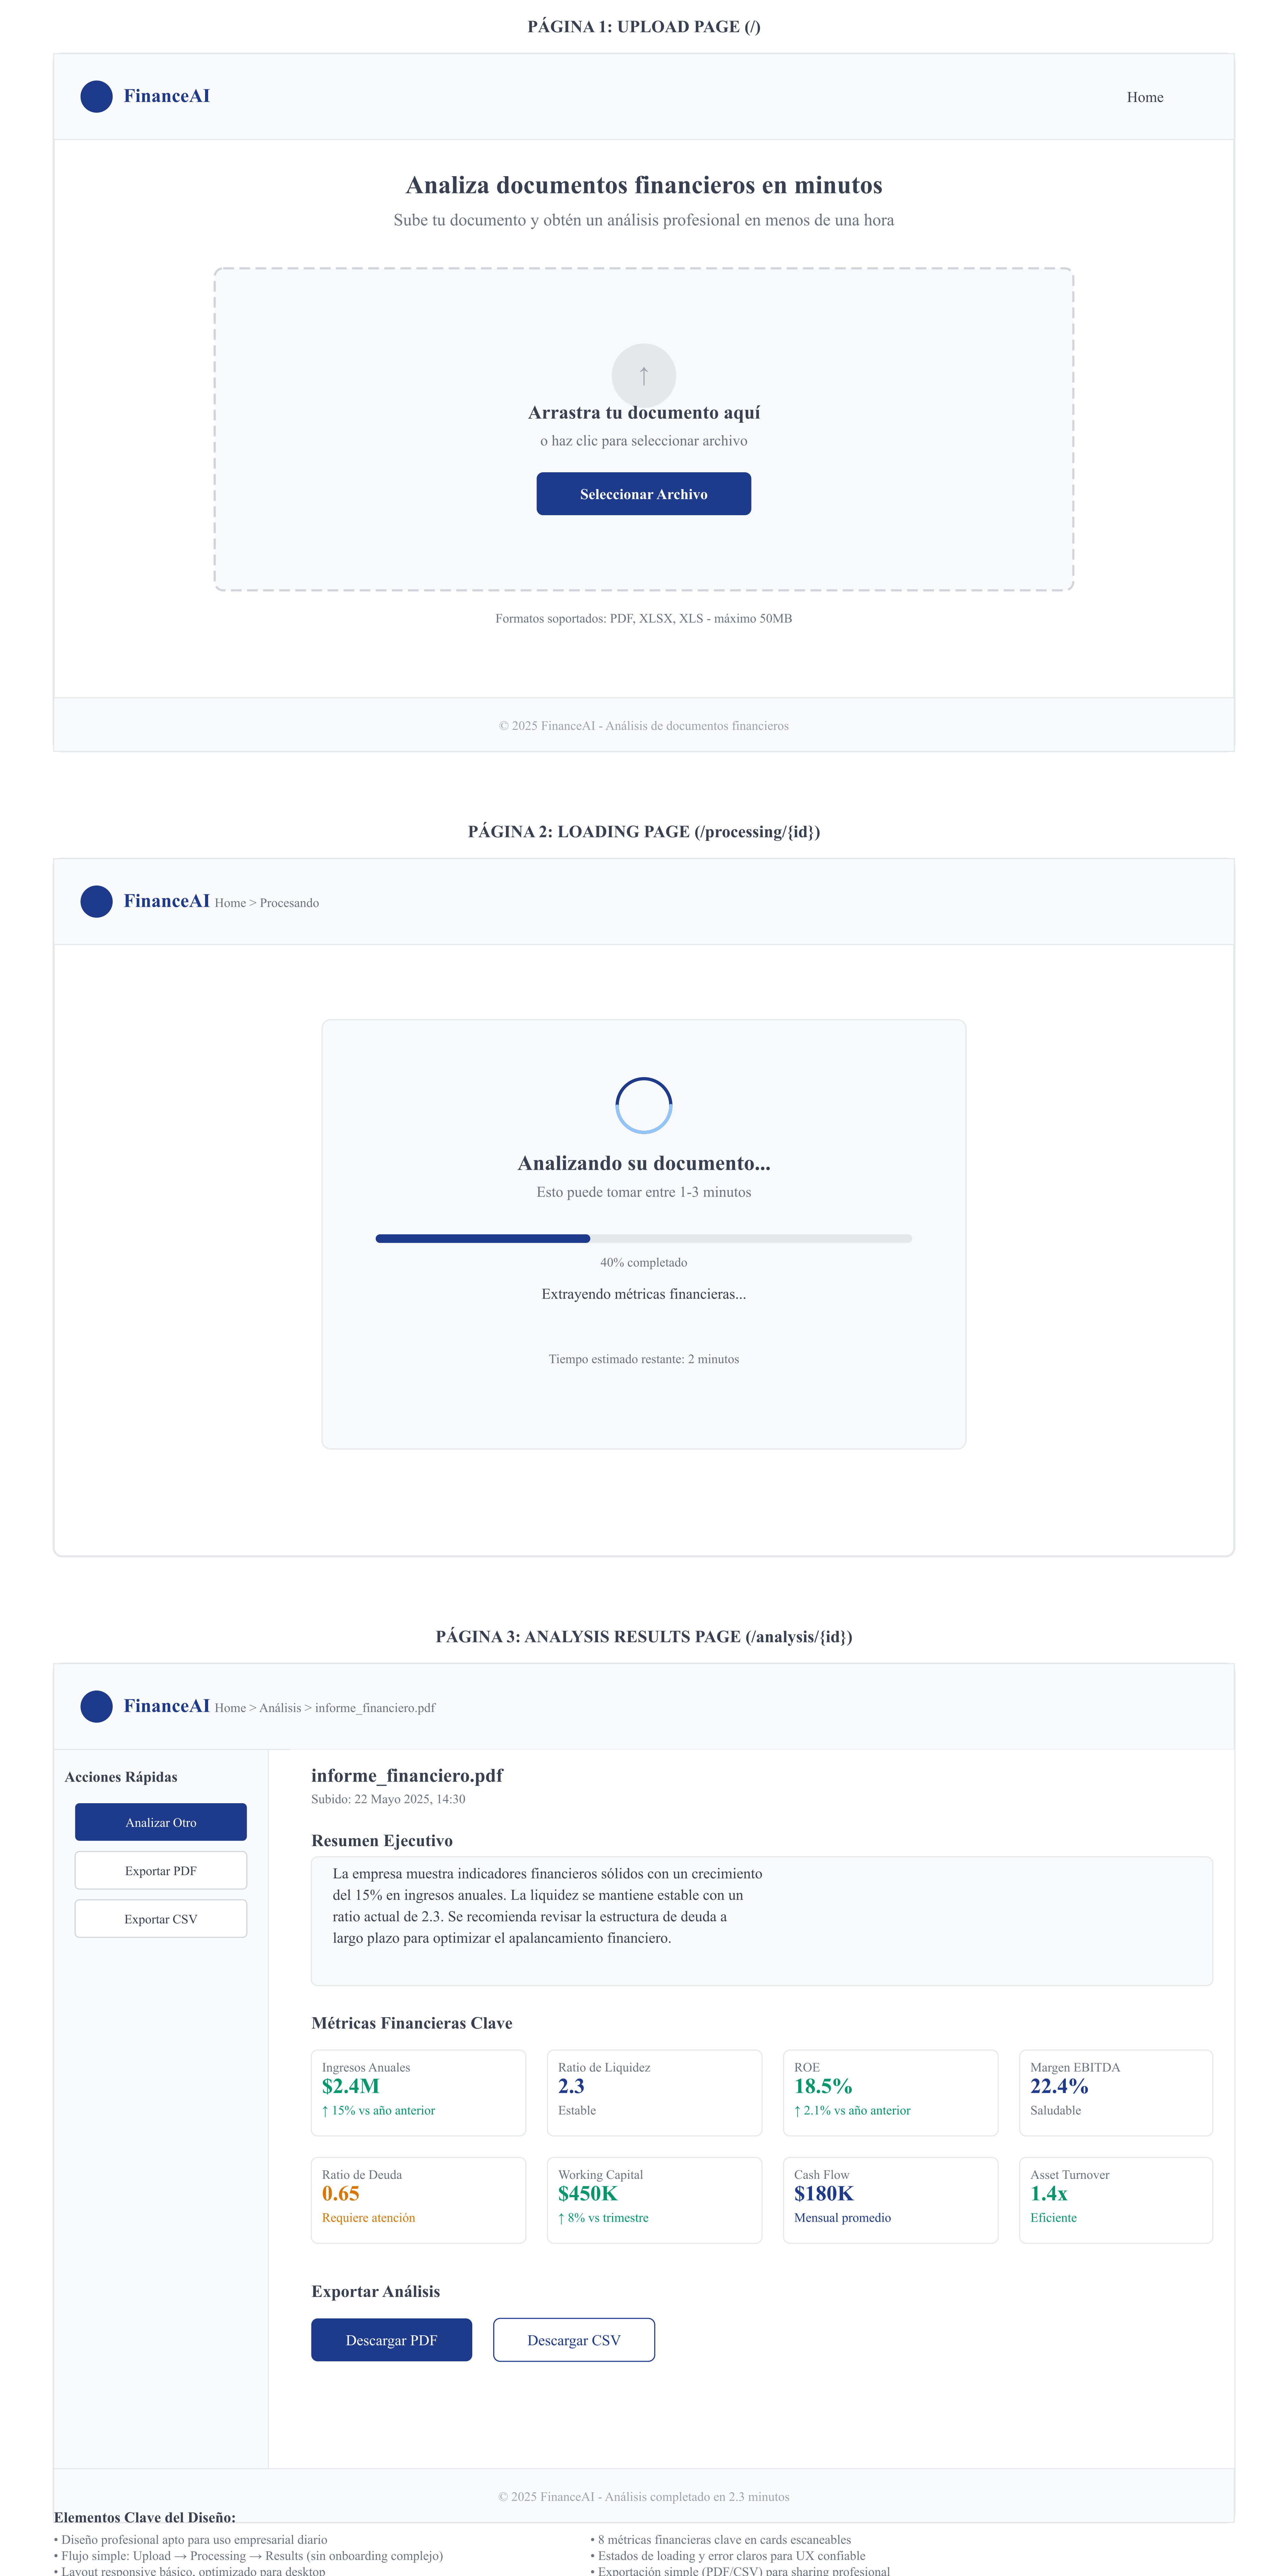 PÁGINA 1: UPLOAD PAGE (/)
FinanceAI
Home
Analiza documentos financieros en minutos
Sube tu documento y obtén un análisis profesional en menos de una hora
↑
Arrastra tu documento aquí
o haz clic para seleccionar archivo
Seleccionar Archivo
Formatos soportados: PDF, XLSX, XLS - máximo 50MB
© 2025 FinanceAI - Análisis de documentos financieros
PÁGINA 2: LOADING PAGE (/processing/{id})
FinanceAI Home > Procesando
Analizando su documento...
Esto puede tomar entre 1-3 minutos
40% completado
Extrayendo métricas financieras...
Tiempo estimado restante: 2 minutos
PÁGINA 3: ANALYSIS RESULTS PAGE (/analysis/{id})
FinanceAI Home > Análisis > informe_financiero.pdf
Acciones Rápidas
Analizar Otro
Exportar PDF
Exportar CSV
informe_financiero.pdf
Subido: 22 Mayo 2025, 14:30
Resumen Ejecutivo
La empresa muestra indicadores financieros sólidos con un crecimiento
del 15% en ingresos anuales. La liquidez se mantiene estable con un
ratio actual de 2.3. Se recomienda revisar la estructura de deuda a
largo plazo para optimizar el apalancamiento financiero.
Métricas Financieras Clave
Ingresos Anuales
$2.4M
↑ 15% vs año anterior
Ratio de Liquidez
2.3
Estable
ROE
18.5%
↑ 2.1% vs año anterior
Margen EBITDA
22.4%
Saludable
Ratio de Deuda
0.65
Requiere atención
Working Capital
$450K
↑ 8% vs trimestre
Cash Flow
$180K
Mensual promedio
Asset Turnover
1.4x
Eficiente
Exportar Análisis
Descargar PDF
Descargar CSV
© 2025 FinanceAI - Análisis completado en 2.3 minutos
Elementos Clave del Diseño:
• Diseño profesional apto para uso empresarial diario
• Flujo simple: Upload → Processing → Results (sin onboarding complejo)
• Layout responsive básico, optimizado para desktop
• 8 métricas financieras clave en cards escaneables
• Estados de loading y error claros para UX confiable
• Exportación simple (PDF/CSV) para sharing profesional